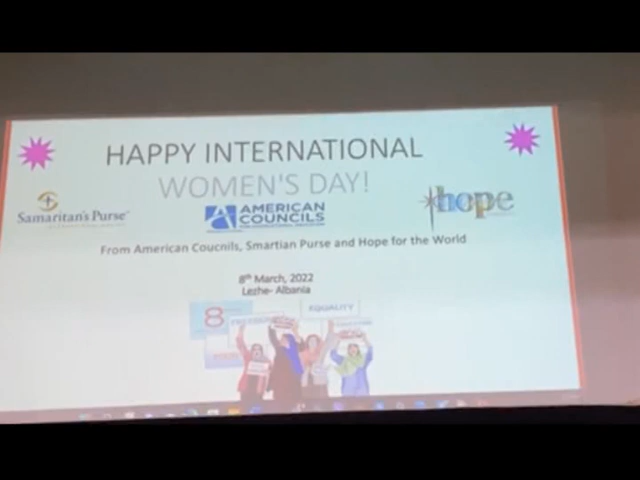 HAPPY INTERNATIONAL
WOMEN'S DAY!
Samaritan's Purse
AMERICAN
COUNCILS
hope
From American Coucnils, Smartian Purse and Hope for the World
8th March, 2022
Lezhe- Albania
8
EQUALITY